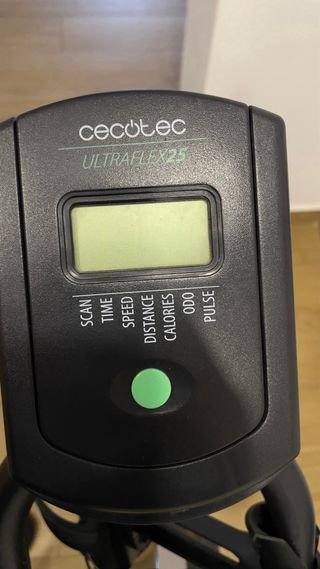 cecotec
ULTRAFLEX25
SCAN
TIME
SPEED
DISTANCE
CALORIES
ODO
PULSE